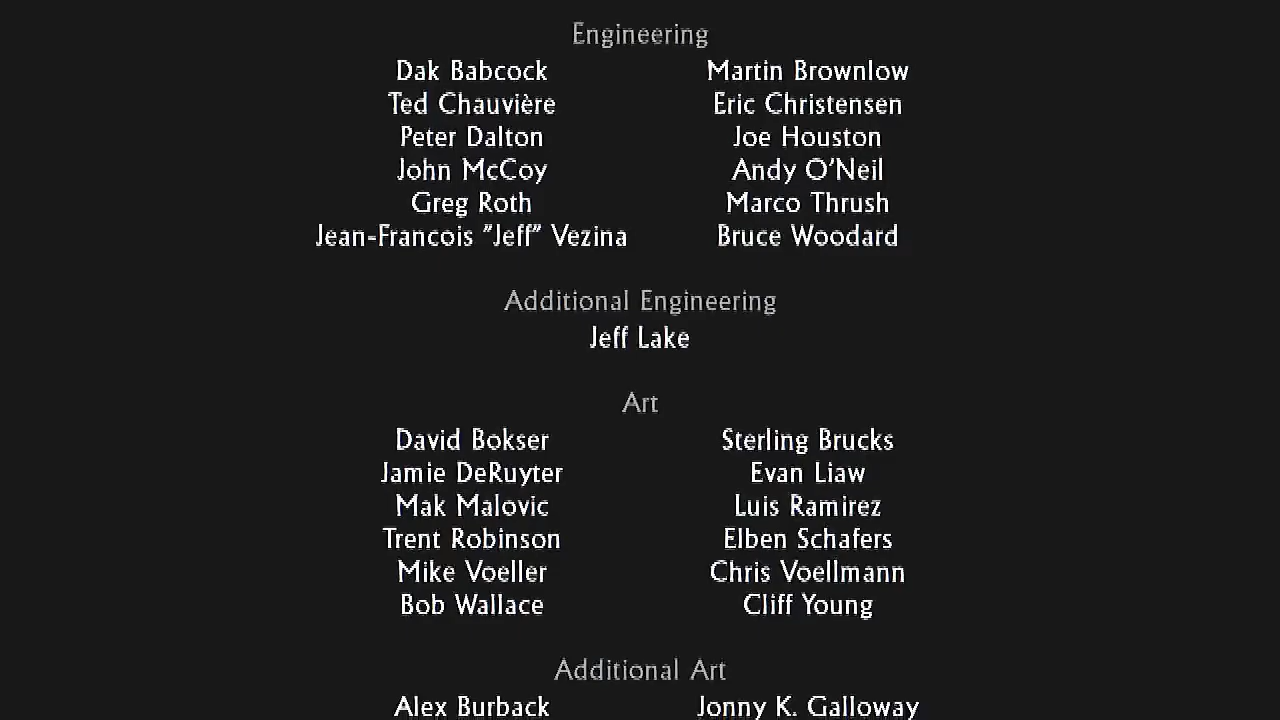 Engineering
Dak Babcock Martin Brownlow
Ted Chauvière Eric Christensen
Peter Dalton Joe Houston
John McCoy Andy O'Neil
Greg Roth Marco Thrush
Jean-Francois "Jeff" Vezina Bruce Woodard
Additional Engineering
Jeff Lake
Art
David Bokser Sterling Brucks
Jamie DeRuyter Evan Liaw
Mak Malovic Luis Ramirez
Trent Robinson Elben Schafers
Mike Voeller Chris Voellmann
Bob Wallace Cliff Young
Additional Art
Alex Burback Jonny K. Galloway